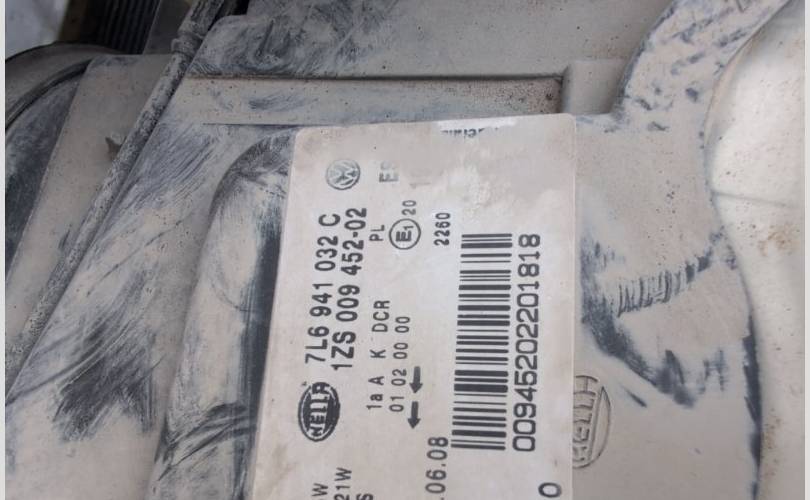 HELLA
7L6 941 032 C
1ZS 009 452-02
1a A K DCR PL
01 02 00 00
E1
20
2260
00945202201818
.06.08
W
21W
S
HELLA
0